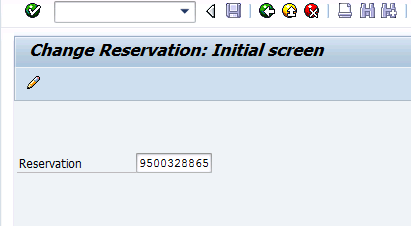 Change Reservation: Initial screen
Reservation 9500328865